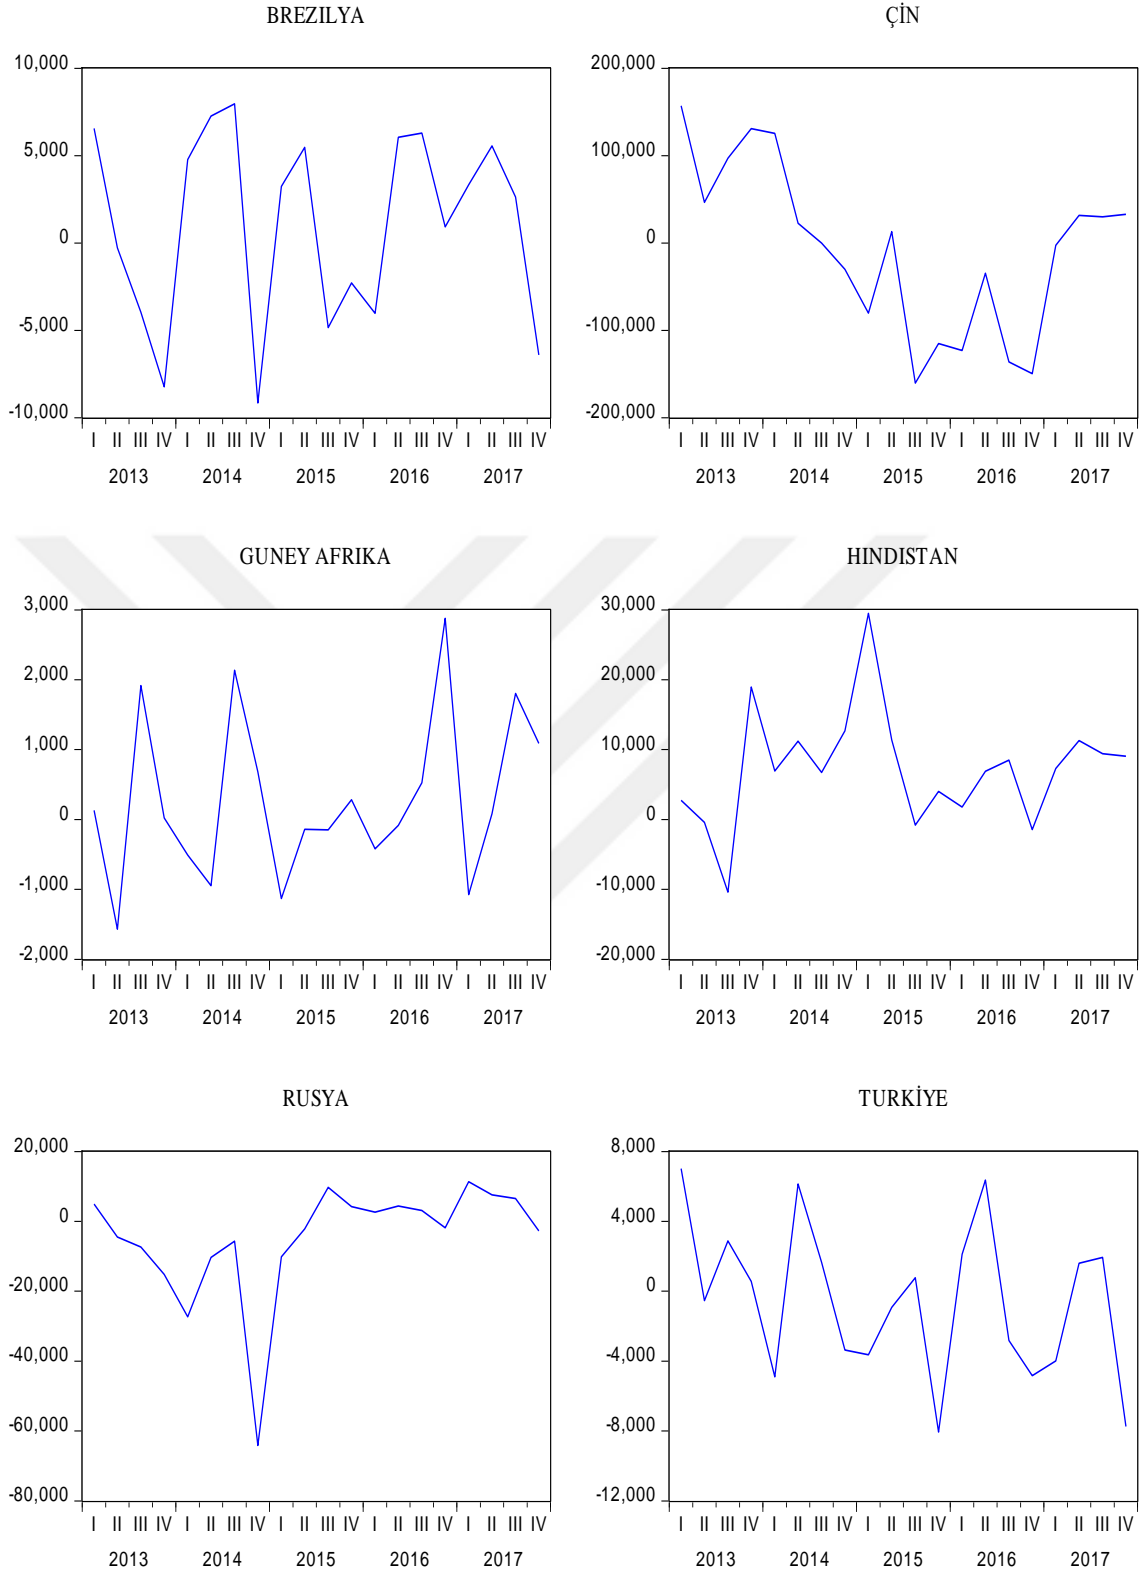 BREZILYA
10,000
5,000
0
-5,000
-10,000
I II III IV I II III IV I II III IV I II III IV I II III IV
2013 2014 2015 2016 2017
ÇİN
200,000
100,000
0
-100,000
-200,000
I II III IV I II III IV I II III IV I II III IV I II III IV
2013 2014 2015 2016 2017
GUNEY AFRIKA
3,000
2,000
1,000
0
-1,000
-2,000
I II III IV I II III IV I II III IV I II III IV I II III IV
2013 2014 2015 2016 2017
HINDISTAN
30,000
20,000
10,000
0
-10,000
-20,000
I II III IV I II III IV I II III IV I II III IV I II III IV
2013 2014 2015 2016 2017
RUSYA
20,000
0
-20,000
-40,000
-60,000
-80,000
I II III IV I II III IV I II III IV I II III IV I II III IV
2013 2014 2015 2016 2017
TURKİYE
8,000
4,000
0
-4,000
-8,000
-12,000
I II III IV I II III IV I II III IV I II III IV I II III IV
2013 2014 2015 2016 2017